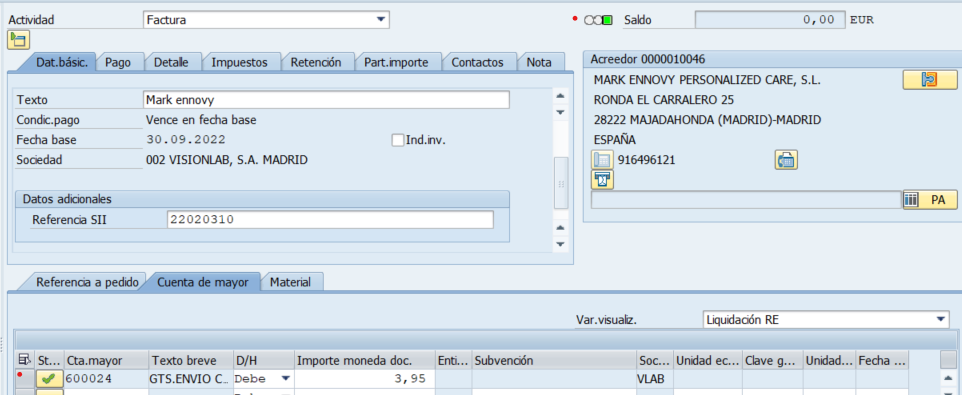 Actividad Factura Saldo 0,00 EUR
Dat.básic. Pago Detalle Impuestos Retención Part.importe Contactos Nota
Texto Mark ennovy
Condic.pago Vence en fecha base
Fecha base 30.09.2022 Ind.inv.
Sociedad 002 VISIONLAB, S.A. MADRID
Datos adicionales
Referencia SII 22020310
Acreedor 0000010046
MARK ENNOVY PERSONALIZED CARE, S.L.
RONDA EL CARRALERO 25
28222 MAJADAHONDA (MADRID)-MADRID
ESPAÑA
916496121
PA
Referencia a pedido Cuenta de mayor Material
Var.visualiz. Liquidación RE
St... Cta.mayor Texto breve D/H Importe moneda doc. Enti... Subvención Soc... Unidad ec... Clave g... Unidad... Fecha ...
600024 GTS.ENVIO C... Debe 3,95 VLAB